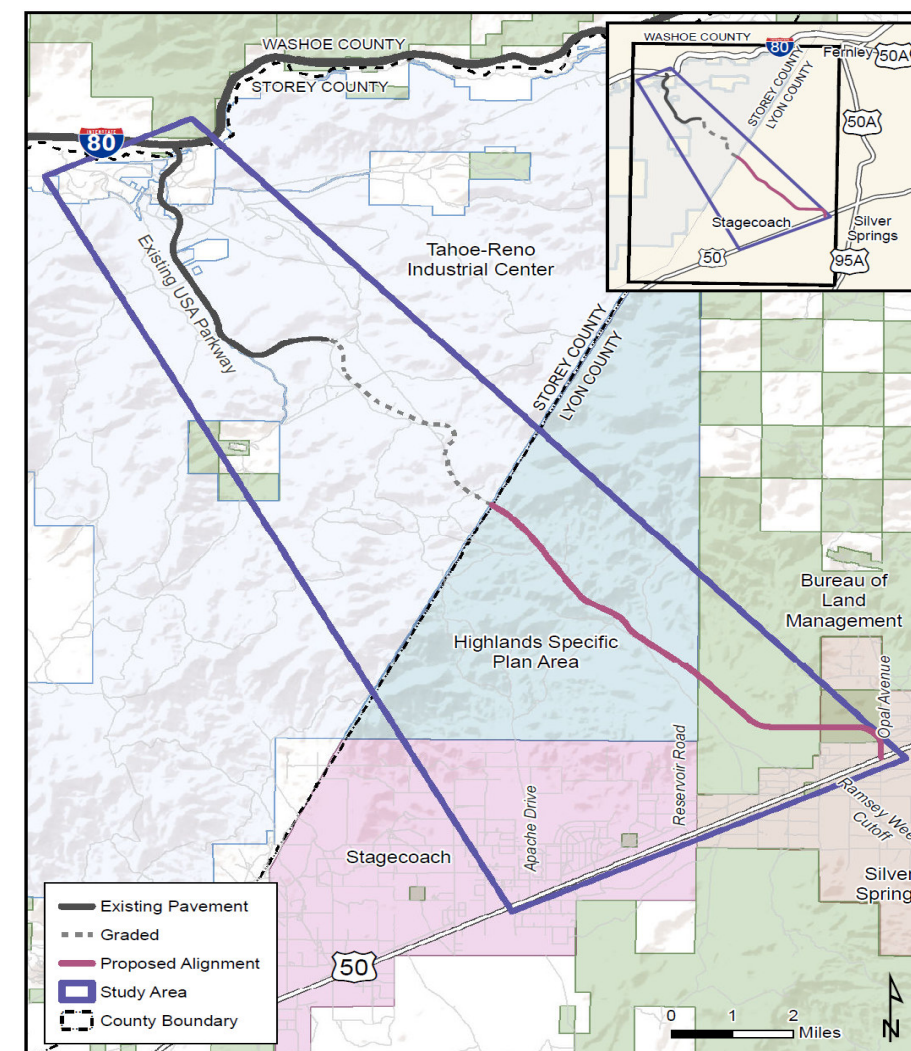 WASHOE COUNTY
STOREY COUNTY
INTERSTATE
80
Existing USA Parkway
Tahoe-Reno
Industrial Center
STOREY COUNTY
LYON COUNTY
Highlands Specific
Plan Area
Bureau of
Land
Management
Opal Avenue
Reservoir Road
Apache Drive
Ramsey Wee
Cutoff
Stagecoach
Silver
Spring
50
WASHOE COUNTY
80
Fernley
50A
STOREY COUNTY
LYON COUNTY
50A
Stagecoach
Silver
Springs
50
95A
Existing Pavement
Graded
Proposed Alignment
Study Area
County Boundary
0 1 2
Miles
N